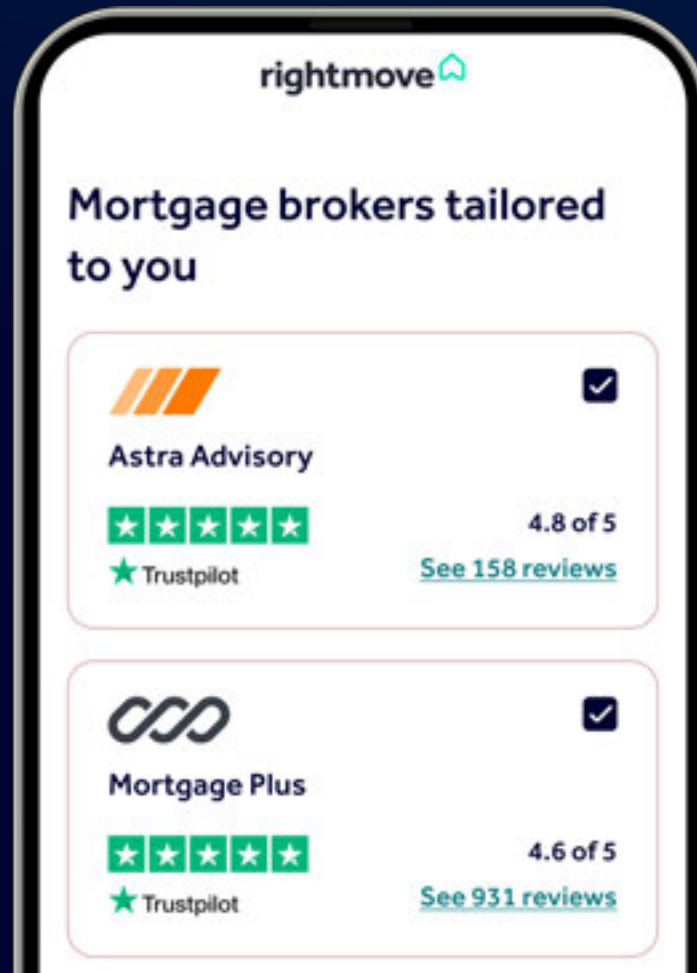 rightmove
Mortgage brokers tailored
to you
Astra Advisory
4.8 of 5
Trustpilot
See 158 reviews
Mortgage Plus
4.6 of 5
Trustpilot
See 931 reviews